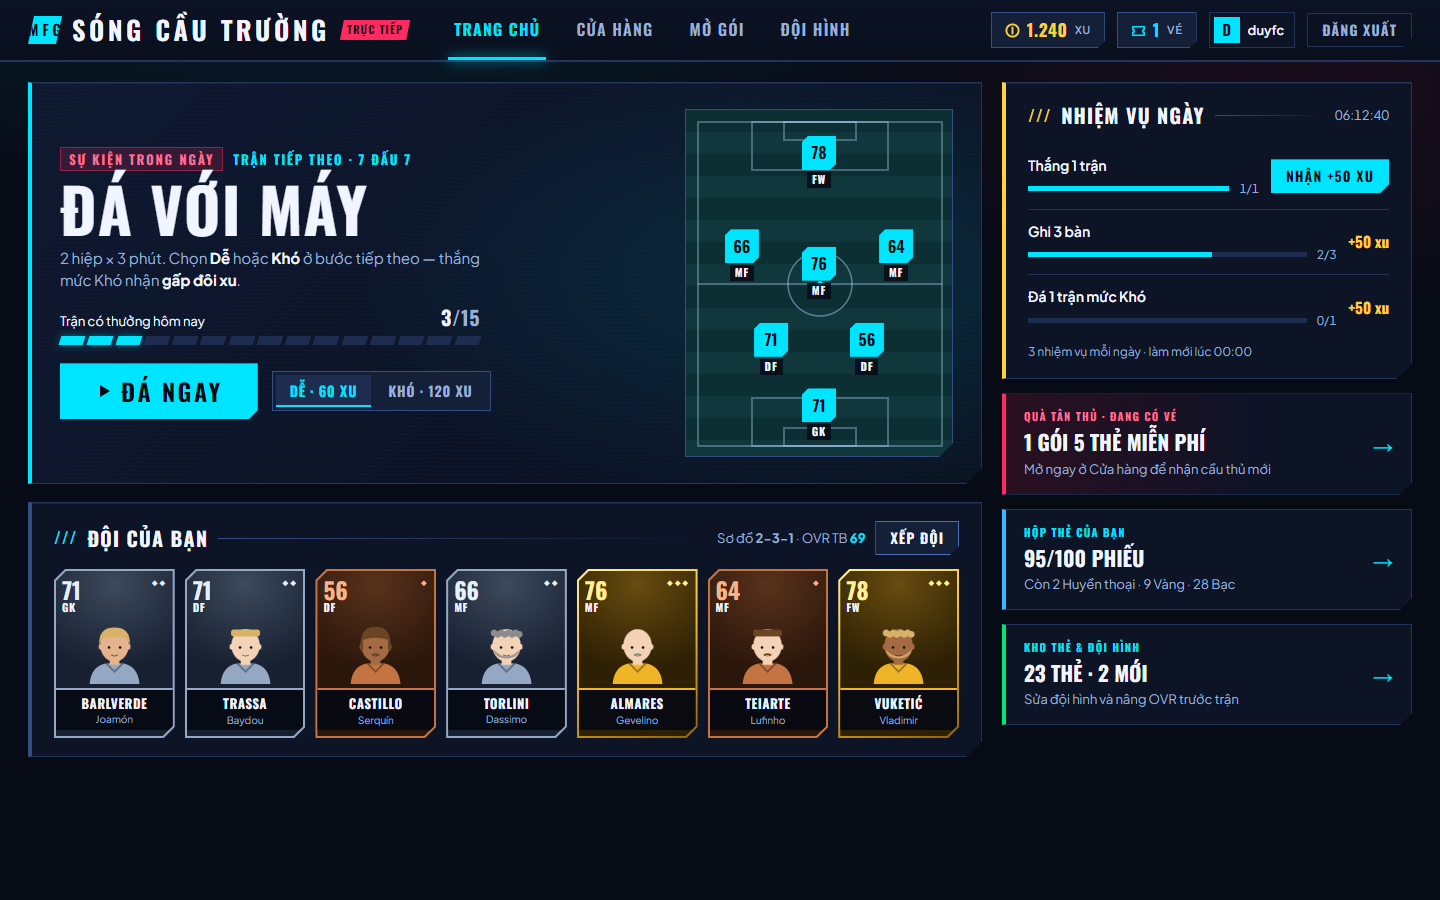 MFC SÓNG CẦU TRƯỜNG TRỰC TIẾP
TRANG CHỦ CỬA HÀNG MỞ GÓI ĐỘI HÌNH
1.240 XU
1 VÉ
D duyfc
ĐĂNG XUẤT
SỰ KIỆN TRONG NGÀY TRẬN TIẾP THEO · 7 ĐẤU 7
ĐÁ VỚI MÁY
2 hiệp × 3 phút. Chọn Dễ hoặc Khó ở bước tiếp theo — thắng
mức Khó nhận gấp đôi xu.
Trận có thưởng hôm nay 3/15
ĐÁ NGAY
DỄ · 60 XU KHÓ · 120 XU
78
FW
66
MF
76
MF
64
MF
71
DF
56
DF
71
GK
/// NHIỆM VỤ NGÀY 06:12:40
Thắng 1 trận
1/1
NHẬN +50 XU
Ghi 3 bàn
2/3
+50 xu
Đá 1 trận mức Khó
0/1
+50 xu
3 nhiệm vụ mỗi ngày · làm mới lúc 00:00
QUÀ TÂN THỦ · ĐANG CÓ VÉ
1 GÓI 5 THẺ MIỄN PHÍ
Mở ngay ở Cửa hàng để nhận cầu thủ mới
→
HỘP THẺ CỦA BẠN
95/100 PHIẾU
Còn 2 Huyền thoại · 9 Vàng · 28 Bạc
→
KHO THẺ & ĐỘI HÌNH
23 THẺ · 2 MỚI
Sửa đội hình và nâng OVR trước trận
→
/// ĐỘI CỦA BẠN
Sơ đồ 2-3-1 · OVR TB 69
XẾP ĐỘI
71
GK
BARLVERDE
Joamón
71
DF
TRASSA
Baydou
56
DF
CASTILLO
Serquín
66
MF
TORLINI
Dassimo
76
MF
ALMARES
Gevelino
64
MF
TEIARTE
Lufinho
78
FW
VUKETIĆ
Vladimir